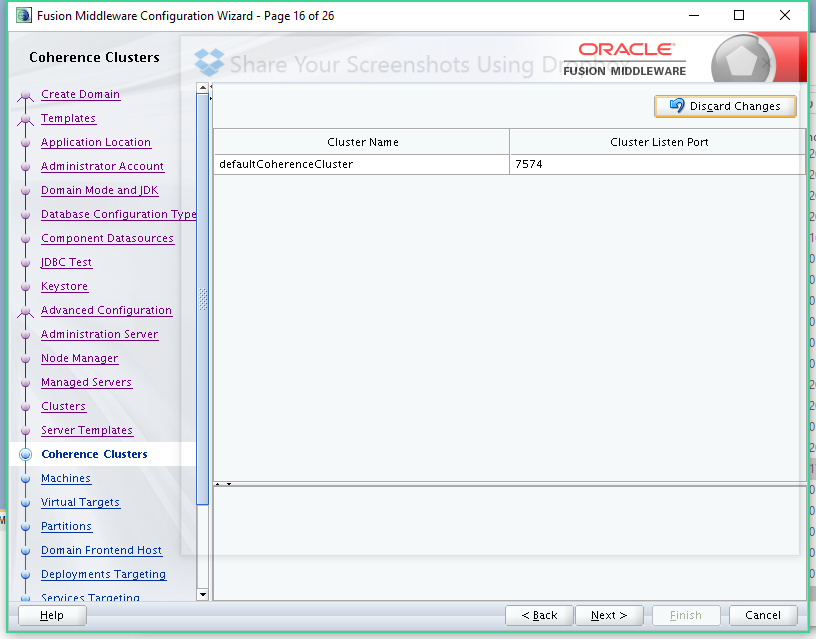 Fusion Middleware Configuration Wizard - Page 16 of 26
Coherence Clusters
Share Your Screenshots Using Dropbox
ORACLE
FUSION MIDDLEWARE
Create Domain
Templates
Application Location
Administrator Account
Domain Mode and JDK
Database Configuration Type
Component Datasources
JDBC Test
Keystore
Advanced Configuration
Administration Server
Node Manager
Managed Servers
Clusters
Server Templates
Coherence Clusters
Machines
Virtual Targets
Partitions
Domain Frontend Host
Deployments Targeting
Services Targeting
Discard Changes
Cluster Name Cluster Listen Port
defaultCoherenceCluster 7574
Help < Back Next > Finish Cancel